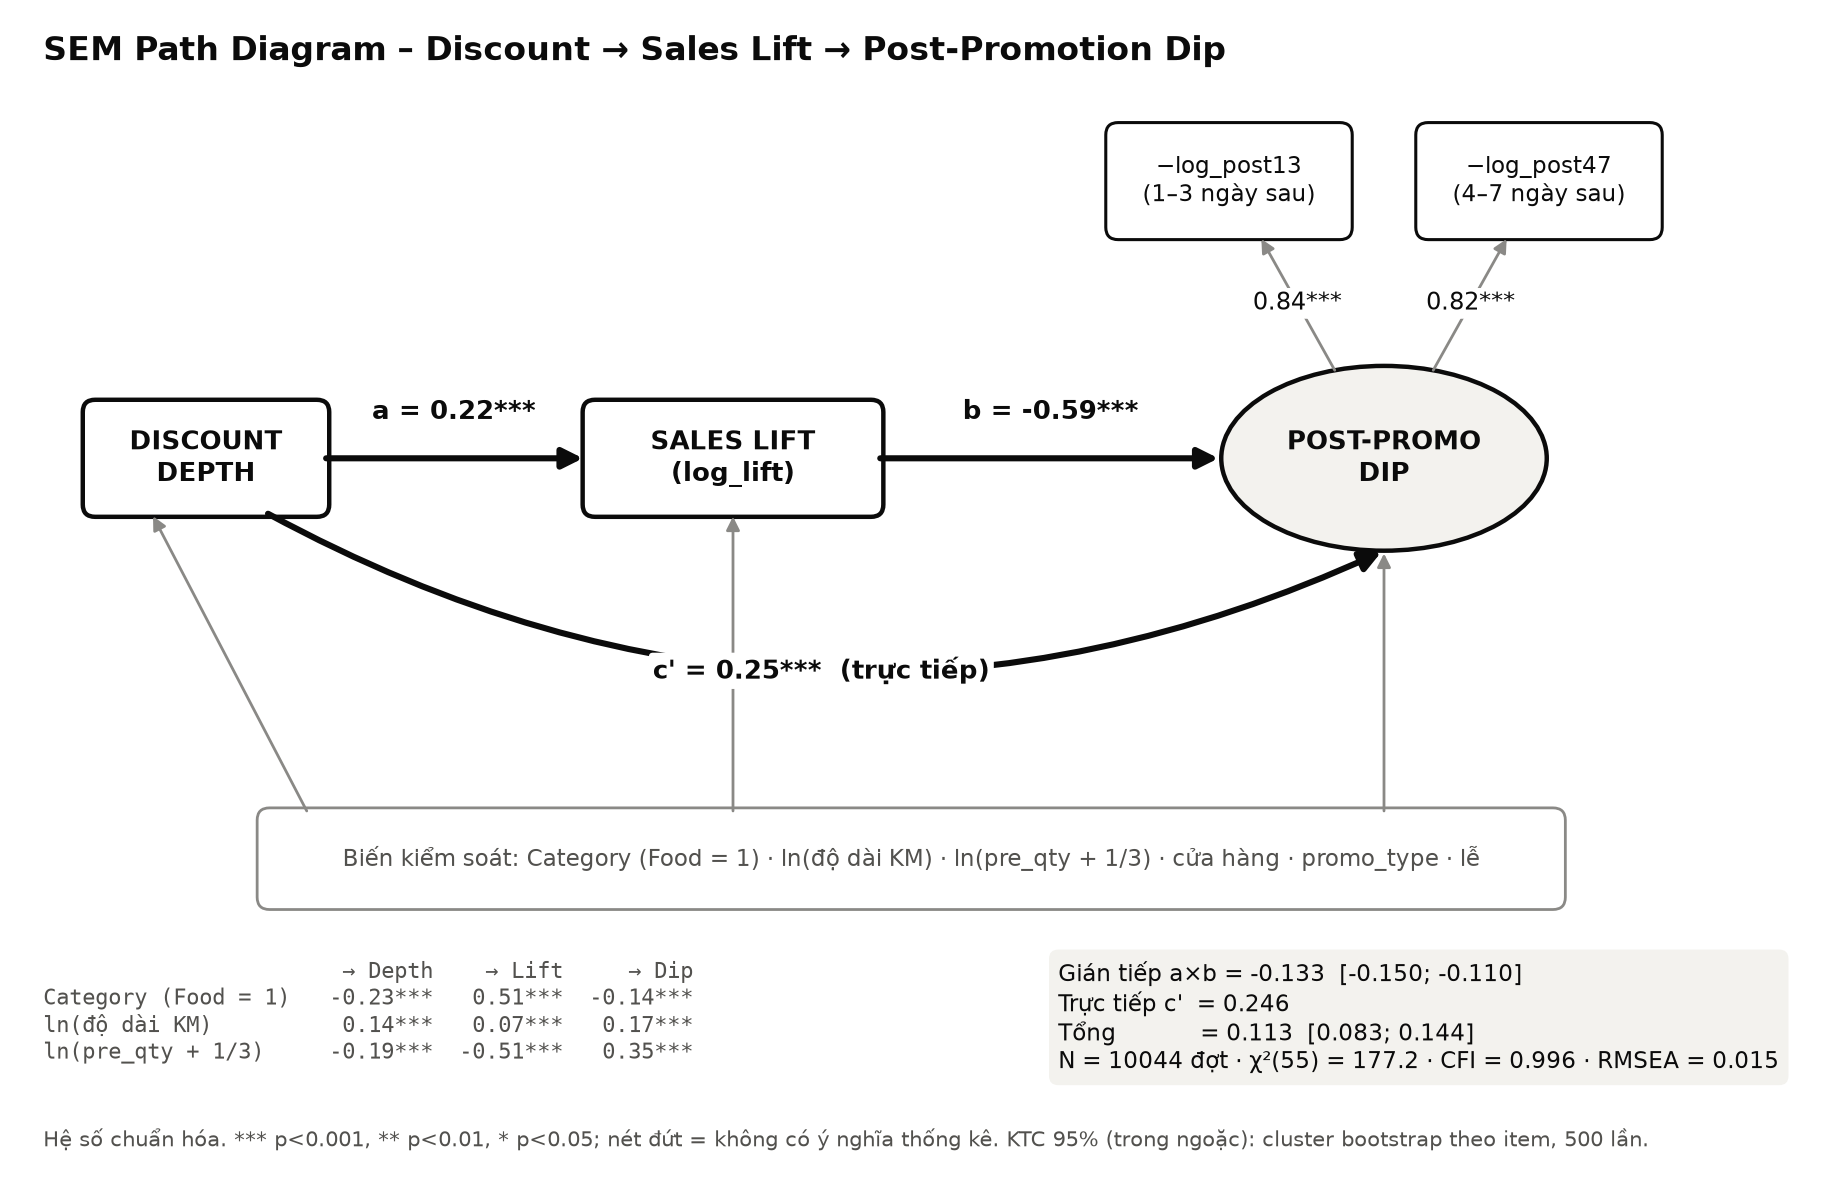 SEM Path Diagram – Discount → Sales Lift → Post-Promotion Dip
−log_post13
(1–3 ngày sau)
−log_post47
(4–7 ngày sau)
0.84***
0.82***
DISCOUNT
DEPTH
a = 0.22***
SALES LIFT
(log_lift)
b = -0.59***
POST-PROMO
DIP
c' = 0.25*** (trực tiếp)
Biến kiểm soát: Category (Food = 1) · ln(độ dài KM) · ln(pre_qty + 1/3) · cửa hàng · promo_type · lễ
→ Depth → Lift → Dip
Category (Food = 1) -0.23*** 0.51*** -0.14***
ln(độ dài KM) 0.14*** 0.07*** 0.17***
ln(pre_qty + 1/3) -0.19*** -0.51*** 0.35***
Gián tiếp a×b = -0.133 [-0.150; -0.110]
Trực tiếp c' = 0.246
Tổng = 0.113 [0.083; 0.144]
N = 10044 đợt · χ²(55) = 177.2 · CFI = 0.996 · RMSEA = 0.015
Hệ số chuẩn hóa. *** p<0.001, ** p<0.01, * p<0.05; nét đứt = không có ý nghĩa thống kê. KTC 95% (trong ngoặc): cluster bootstrap theo item, 500 lần.